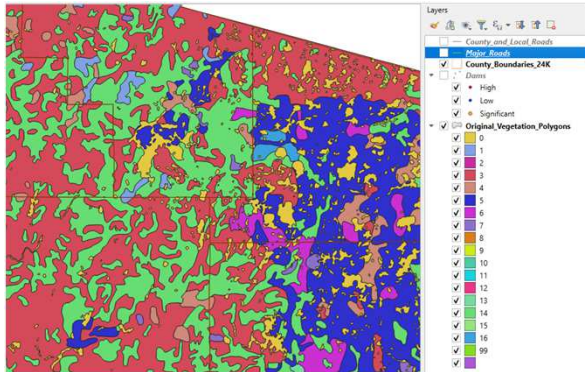 Layers
County_and_Local_Roads
Major_Roads
County_Boundaries_24K
Dams
High
Low
Significant
Original_Vegetation_Polygons
0
1
2
3
4
5
6
7
8
9
10
11
12
13
14
15
16
99